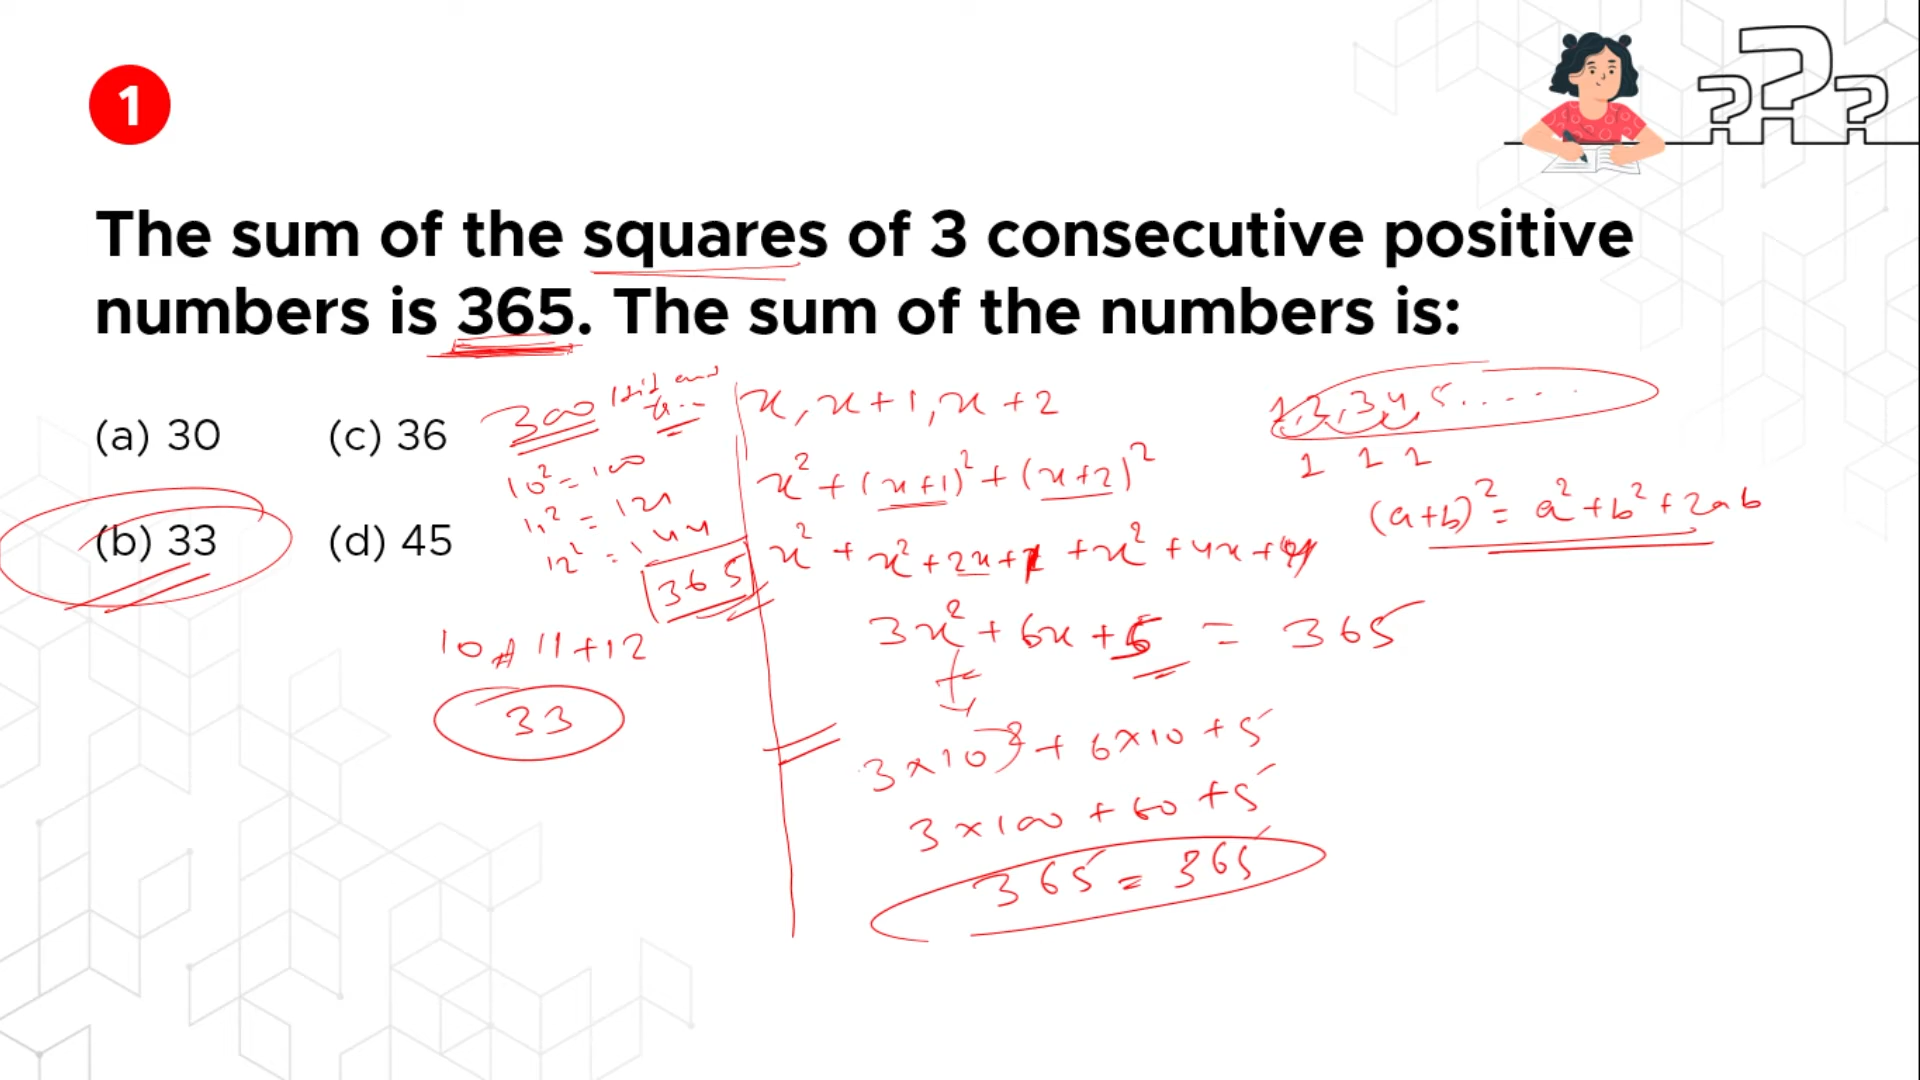 1
???
The sum of the squares of 3 consecutive positive
numbers is 365. The sum of the numbers is:
(a) 30 (c) 36
(b) 33 (d) 45
300
10² = 100
11² = 121
12² = 144
365
10 + 11 + 12
33
x, x+1, x+2
x² + (x+1)² + (x+2)²
x² + x² + 2x + 1 + x² + 4x + 4
3x² + 6x + 5 = 365
3 × 10² + 6×10 + 5
3 × 100 + 60 + 5
365 = 365
1, 2, 3, 4, 5 . . . . .
1 1 1
(a+b)² = a² + b² + 2ab